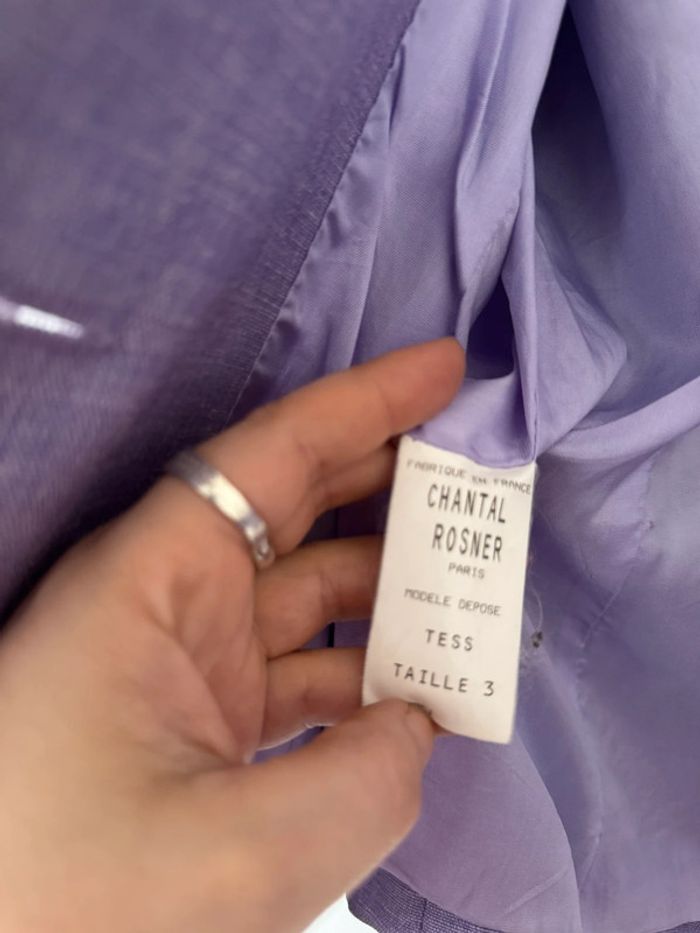 FABRIQUE EN FRANCE
CHANTAL
ROSNER
PARIS
MODELE DEPOSE
TESS
TAILLE 3